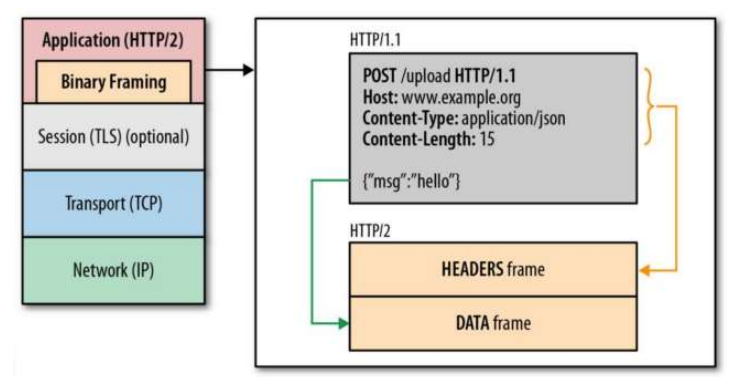 Application (HTTP/2)
Binary Framing
Session (TLS) (optional)
Transport (TCP)
Network (IP)
HTTP/1.1
POST /upload HTTP/1.1
Host: www.example.org
Content-Type: application/json
Content-Length: 15
{"msg":"hello"}
HTTP/2
HEADERS frame
DATA frame